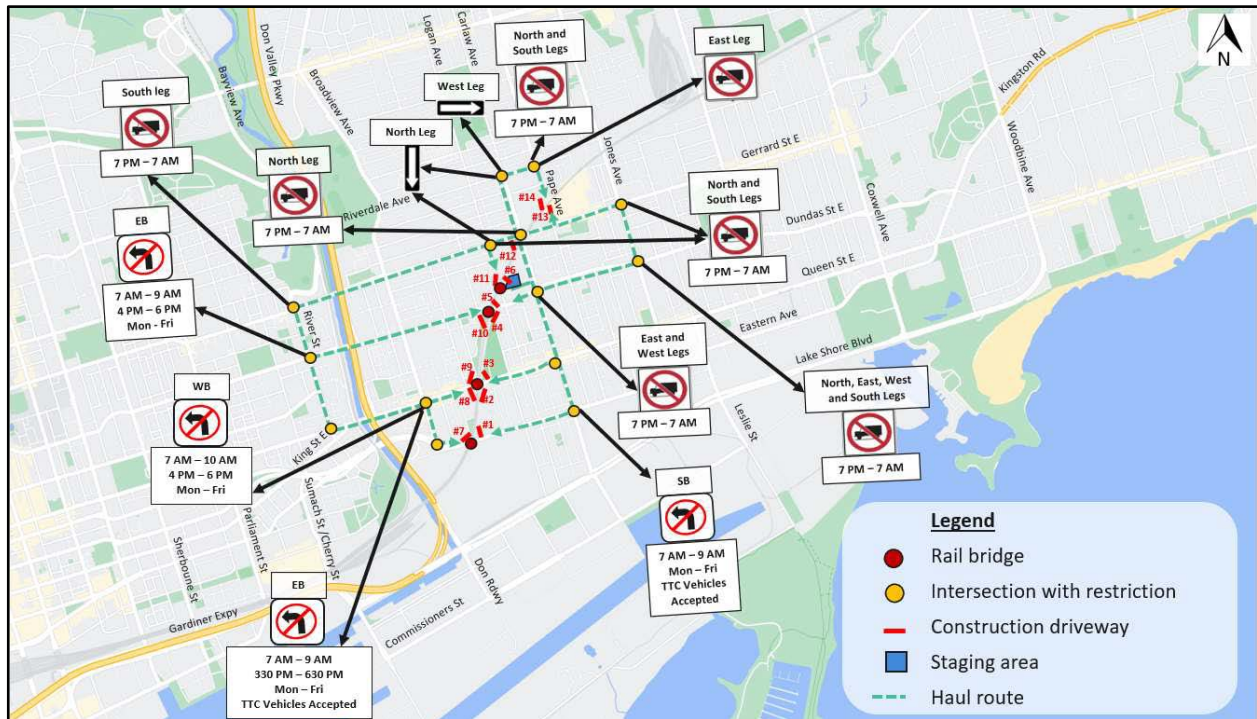 Logan Ave
Carlaw Ave
North and
South Legs
7 PM – 7 AM
East Leg
N
Kingston Rd
South leg
7 PM – 7 AM
Bayview Ave
Don Valley Pkwy
Broadview Ave
West Leg
North Leg
Jones Ave
Gerrard St E
Woodbine Ave
North Leg
7 PM – 7 AM
Riverdale Ave
Pape Ave
#14
#13
North and
South Legs
7 PM – 7 AM
Dundas St E
Coxwell Ave
Queen St E
EB
7 AM – 9 AM
4 PM – 6 PM
Mon - Fri
#12
#6
#11
#5
#4
#10
River St
Eastern Ave
Lake Shore Blvd
East and
West Legs
7 PM – 7 AM
#3
#9
#8
#2
#7
#1
WB
7 AM – 10 AM
4 PM – 6 PM
Mon – Fri
King St E
Leslie St
North, East, West
and South Legs
7 PM – 7 AM
SB
7 AM – 9 AM
Mon – Fri
TTC Vehicles
Accepted
Sherboune St
Parliament St
Sumach St /Cherry St
Don Rdwy
Commissioners St
Gardiner Expy
EB
7 AM – 9 AM
330 PM – 630 PM
Mon – Fri
TTC Vehicles Accepted
Legend
Rail bridge
Intersection with restriction
Construction driveway
Staging area
Haul route